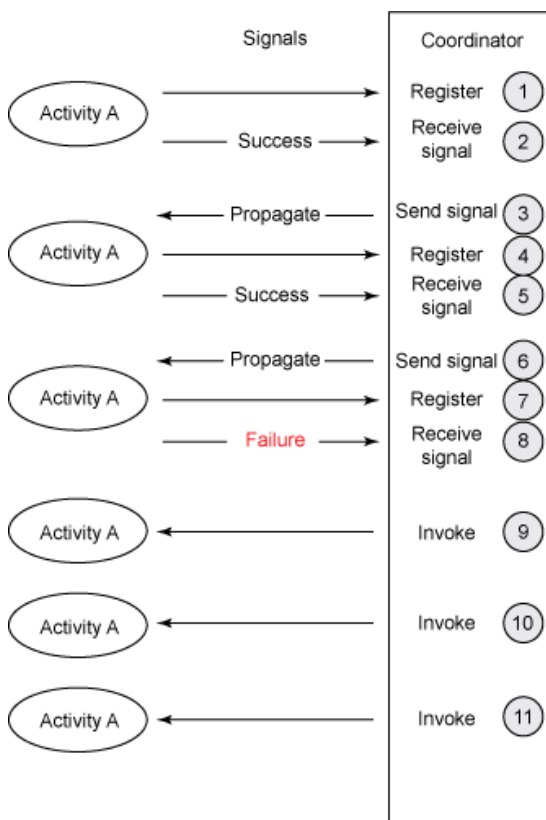 Signals
Coordinator
Activity A
Register 1
Success
Receive
signal 2
Propagate
Send signal 3
Activity A
Register 4
Success
Receive
signal 5
Propagate
Send signal 6
Activity A
Register 7
Failure
Receive
signal 8
Activity A
Invoke 9
Activity A
Invoke 10
Activity A
Invoke 11